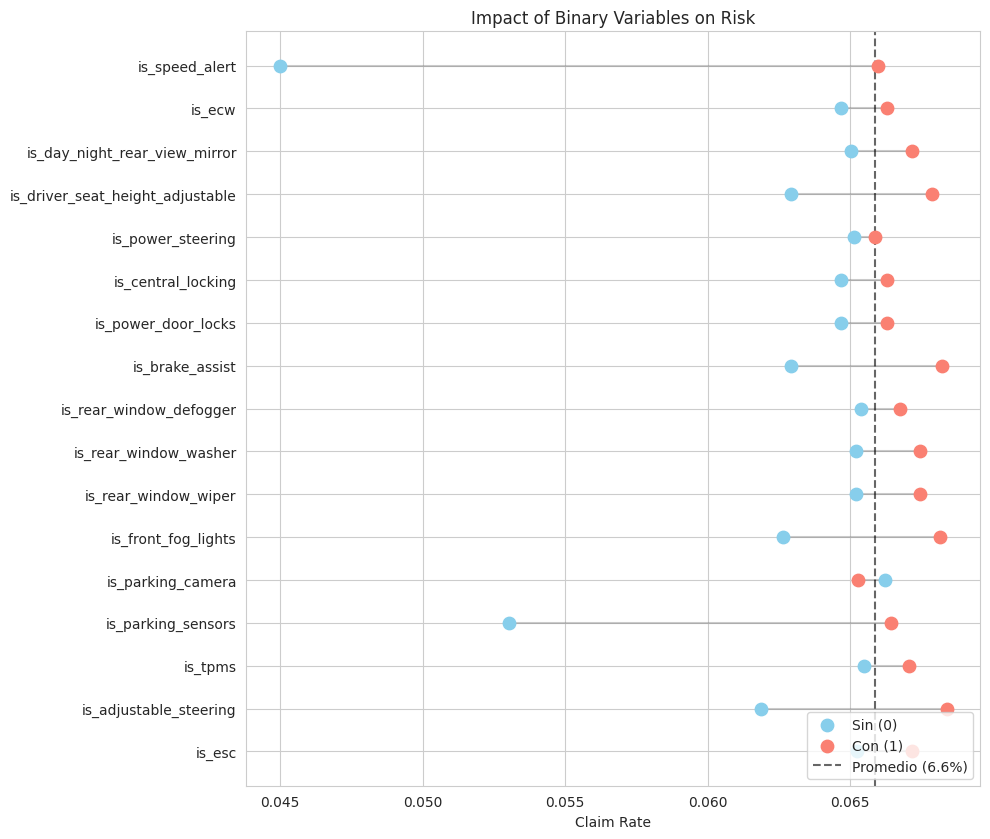 Impact of Binary Variables on Risk
is_speed_alert
is_ecw
is_day_night_rear_view_mirror
is_driver_seat_height_adjustable
is_power_steering
is_central_locking
is_power_door_locks
is_brake_assist
is_rear_window_defogger
is_rear_window_washer
is_rear_window_wiper
is_front_fog_lights
is_parking_camera
is_parking_sensors
is_tpms
is_adjustable_steering
is_esc
Sin (0)
Con (1)
Promedio (6.6%)
0.045 0.050 0.055 0.060 0.065
Claim Rate